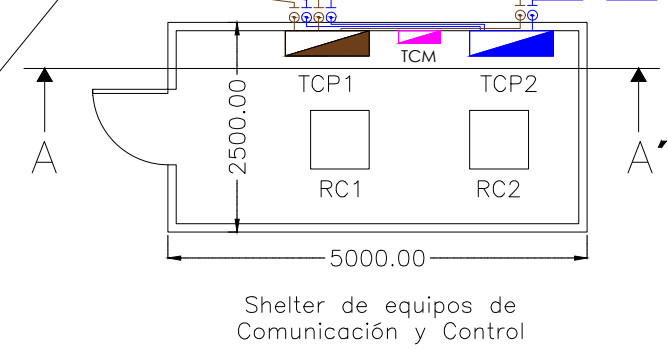 TCM
TCP1
TCP2
2500.00
A
A'
RC1
RC2
5000.00
Shelter de equipos de
Comunicación y Control